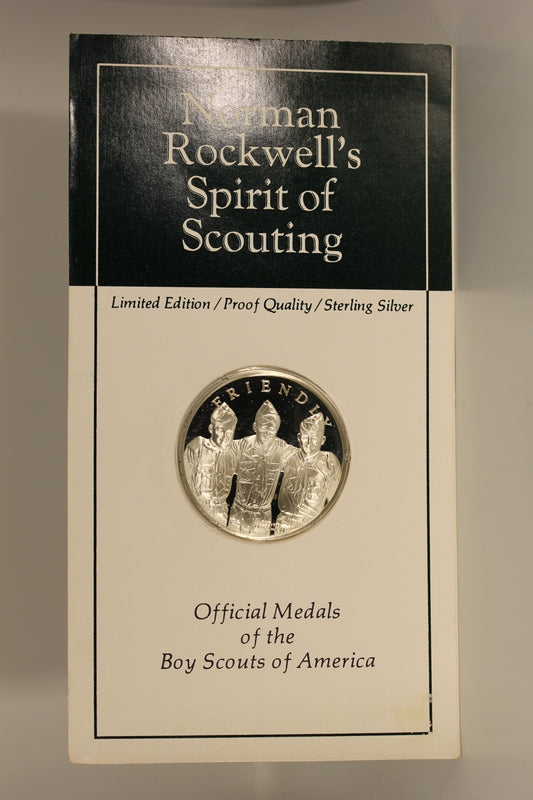 Norman
Rockwell's
Spirit of
Scouting
Limited Edition / Proof Quality / Sterling Silver
FRIENDLY
Official Medals
of the
Boy Scouts of America